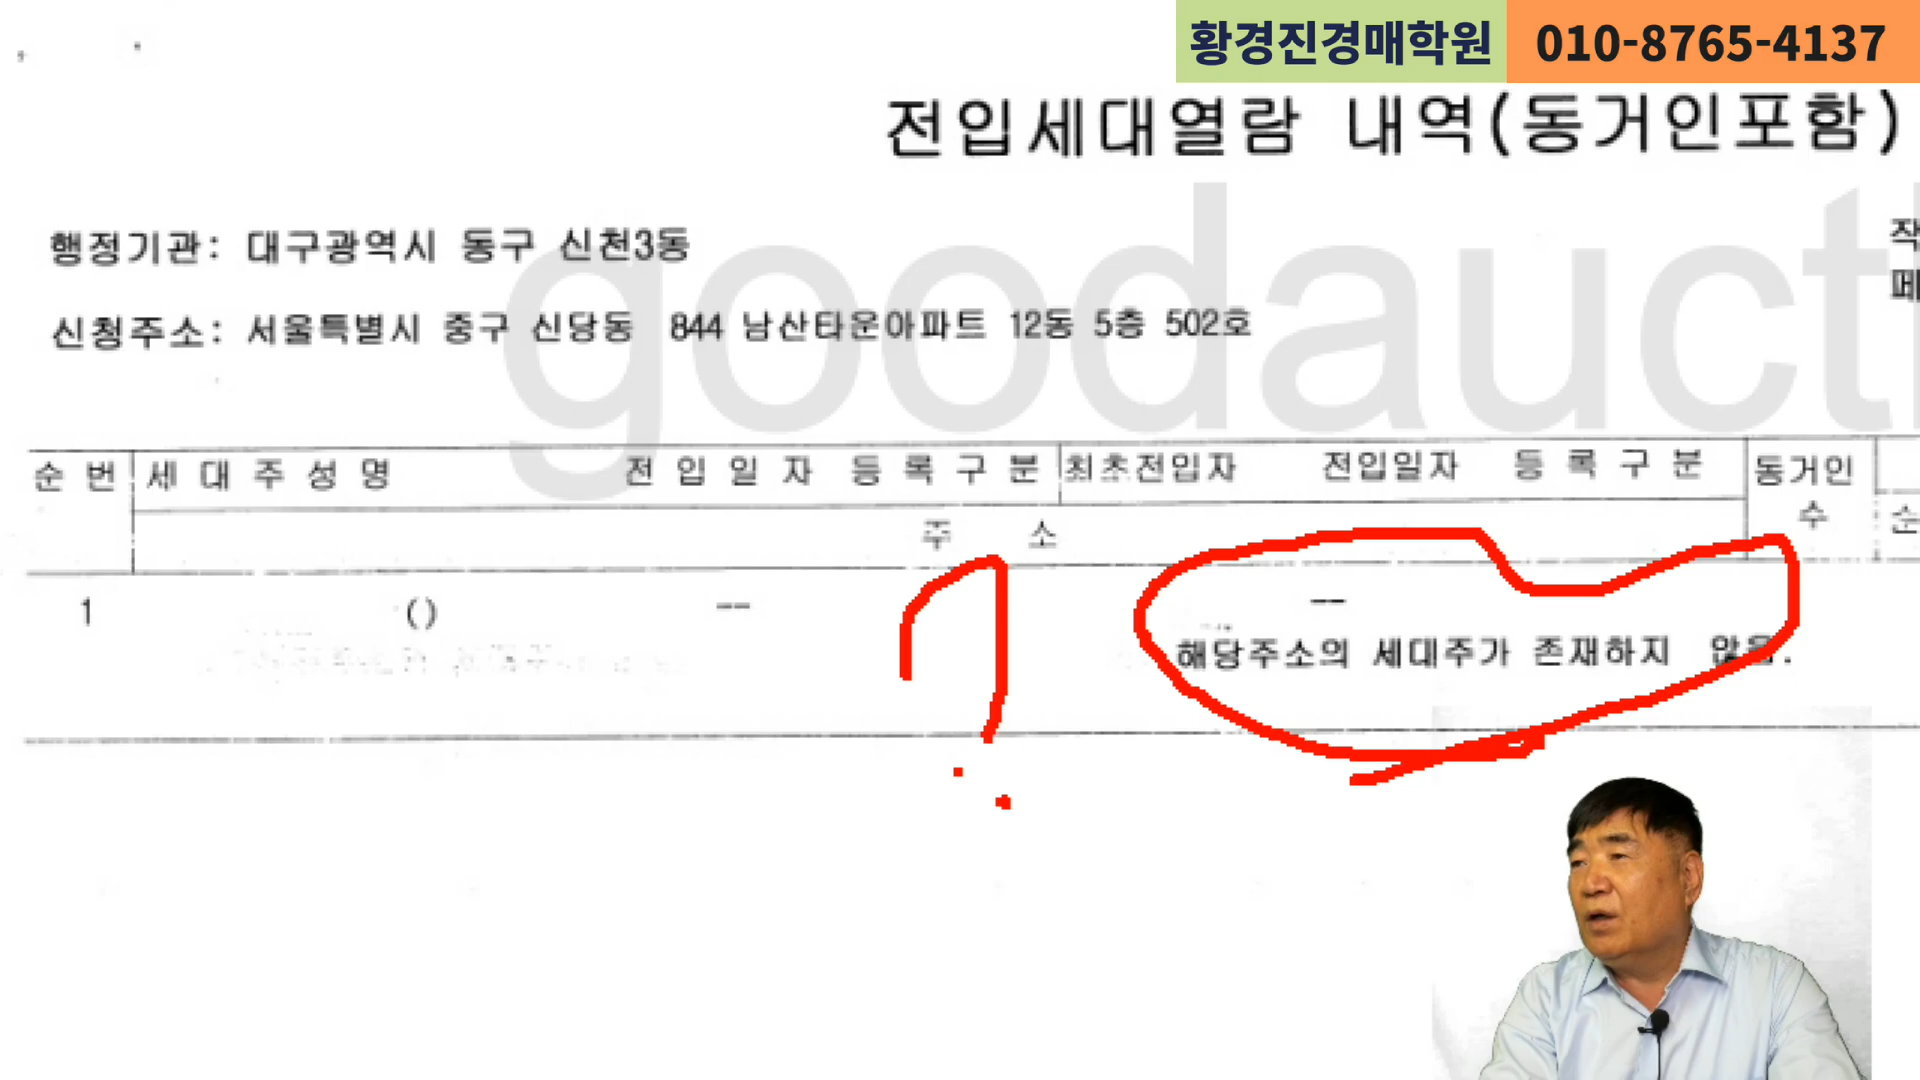 황경진경매학원 010-8765-4137
전입세대열람 내역(동거인포함)
행정기관: 대구광역시 동구 신천3동
작
신청주소: 서울특별시 중구 신당동 844 남산타운아파트 12동 5층 502호
페
goodauct
순 번 세 대 주 성 명 전 입 일 자 등 록 구 분 최초전입자 전입일자 등 록 구 분 동거인
주 소 수 순
1 () -- --
해당주소의 세대주가 존재하지 않음.